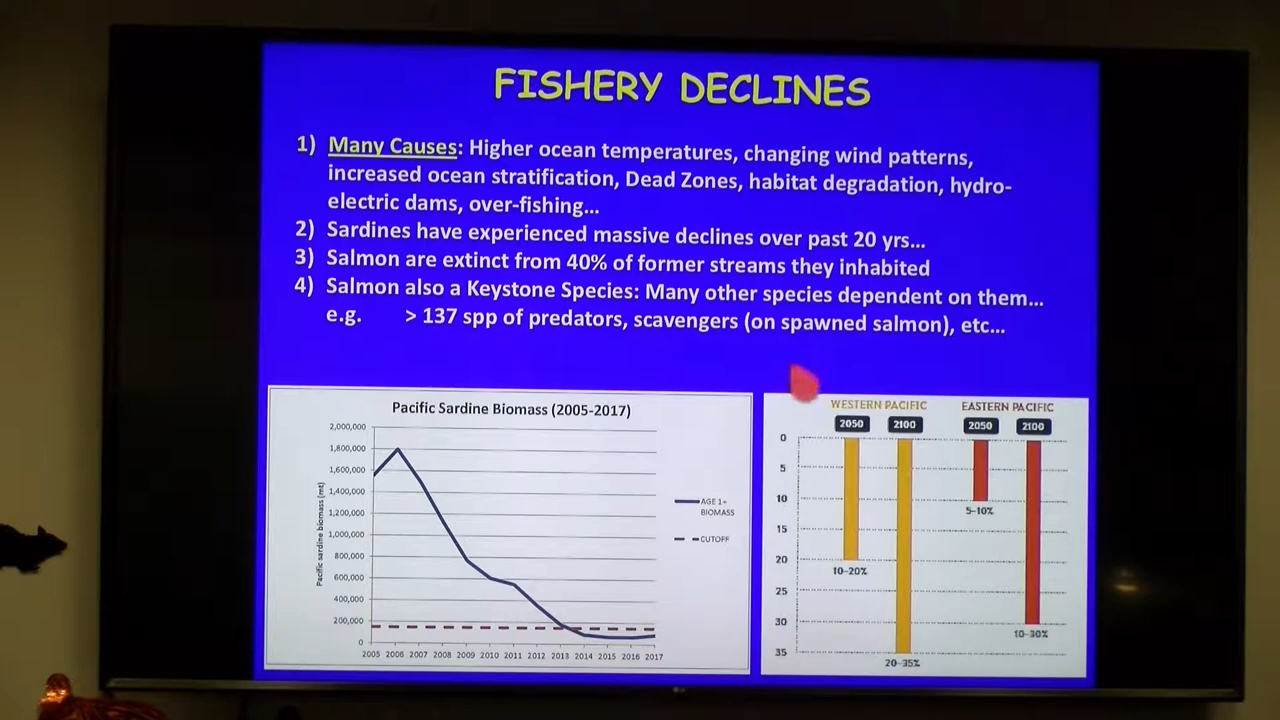 FISHERY DECLINES
1) Many Causes: Higher ocean temperatures, changing wind patterns,
increased ocean stratification, Dead Zones, habitat degradation, hydro-
electric dams, over-fishing...
2) Sardines have experienced massive declines over past 20 yrs...
3) Salmon are extinct from 40% of former streams they inhabited
4) Salmon also a Keystone Species: Many other species dependent on them...
e.g. > 137 spp of predators, scavengers (on spawned salmon), etc...
Pacific Sardine Biomass (2005-2017)
Pacific sardine biomass (mt)
2,000,000
1,800,000
1,600,000
1,400,000
1,200,000
1,000,000
800,000
600,000
400,000
200,000
0
2005 2006 2007 2008 2009 2010 2011 2012 2013 2014 2015 2016 2017
AGE 1+
BIOMASS
CUTOFF
WESTERN PACIFIC EASTERN PACIFIC
2050 2100 2050 2100
0
5
10
5-10%
15
20
10-20%
25
30
10-30%
35
20-35%
LG